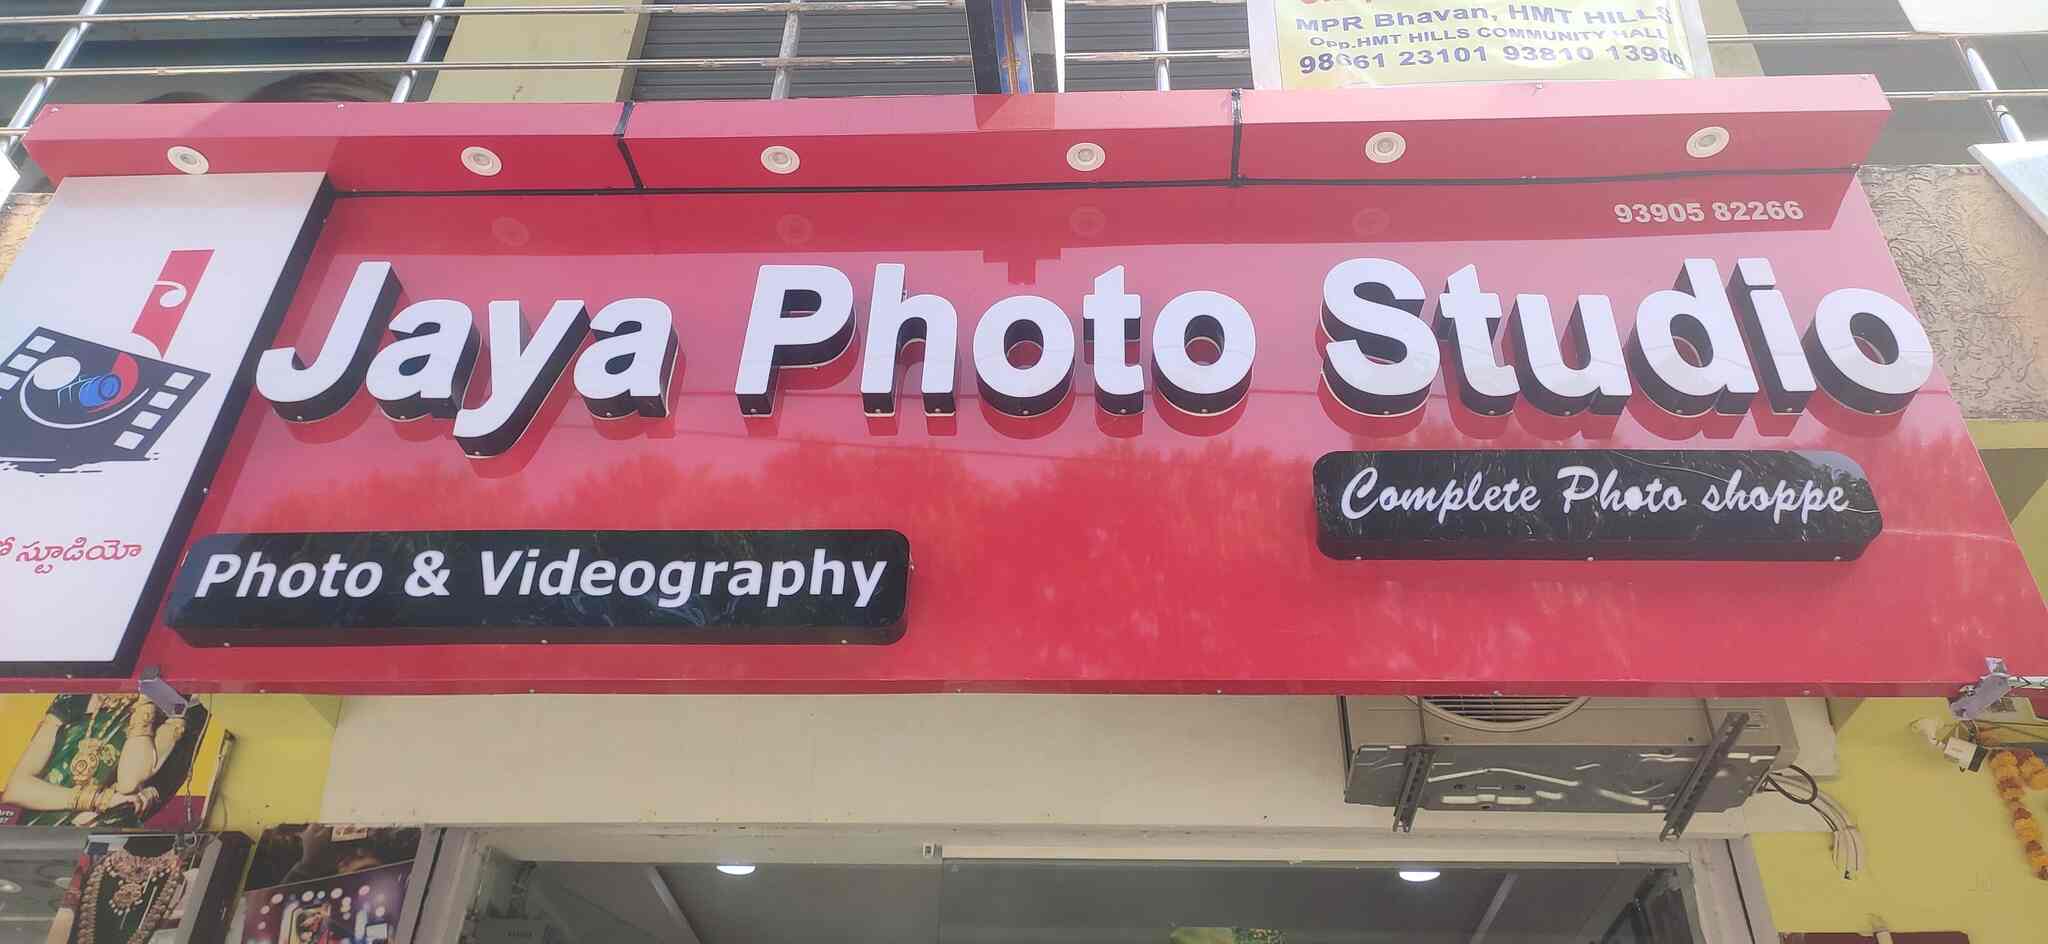 MPR Bhavan, HMT HILLS
Opp.HMT HILLS COMMUNITY HALL
98661 23101 93810 13989
93905 82266
Jaya Photo Studio
Complete Photo shoppe
Photo & Videography
స్టూడియో